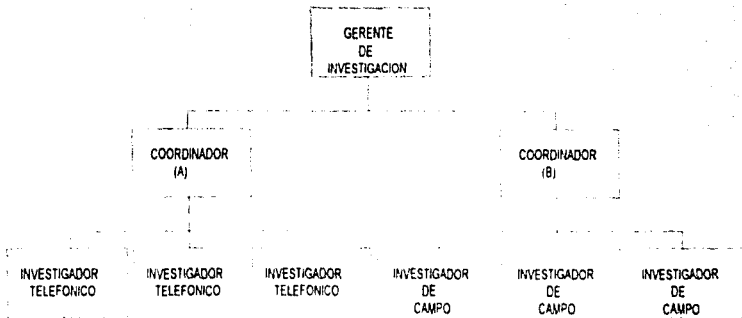 GERENTE
DE
INVESTIGACION
COORDINADOR
(A)
COORDINADOR
(B)
INVESTIGADOR
TELEFONICO
INVESTIGADOR
TELEFONICO
INVESTIGADOR
TELEFONICO
INVESTIGADOR
DE
CAMPO
INVESTIGADOR
DE
CAMPO
INVESTIGADOR
DE
CAMPO